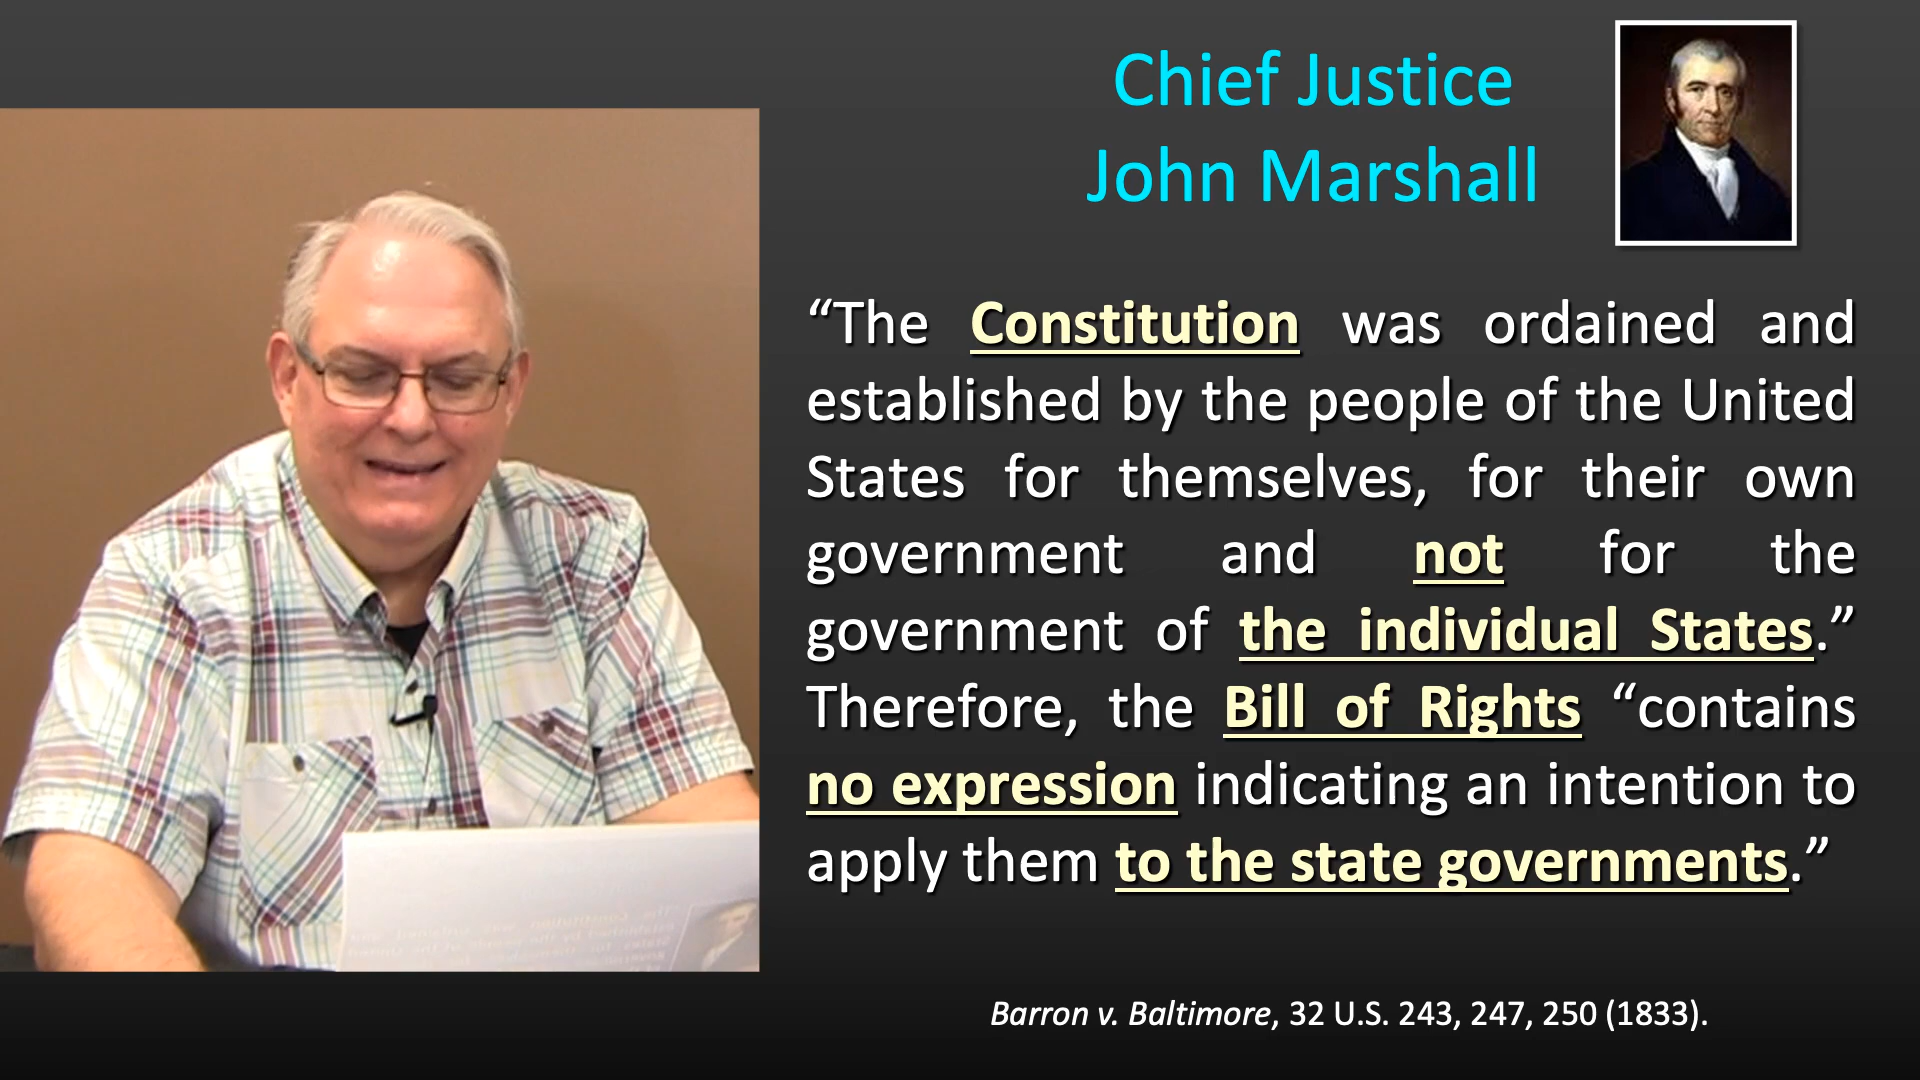 Chief Justice
John Marshall
“The Constitution was ordained and
established by the people of the United
States for themselves, for their own
government and not for the
government of the individual States.”
Therefore, the Bill of Rights “contains
no expression indicating an intention to
apply them to the state governments.”
Barron v. Baltimore, 32 U.S. 243, 247, 250 (1833).